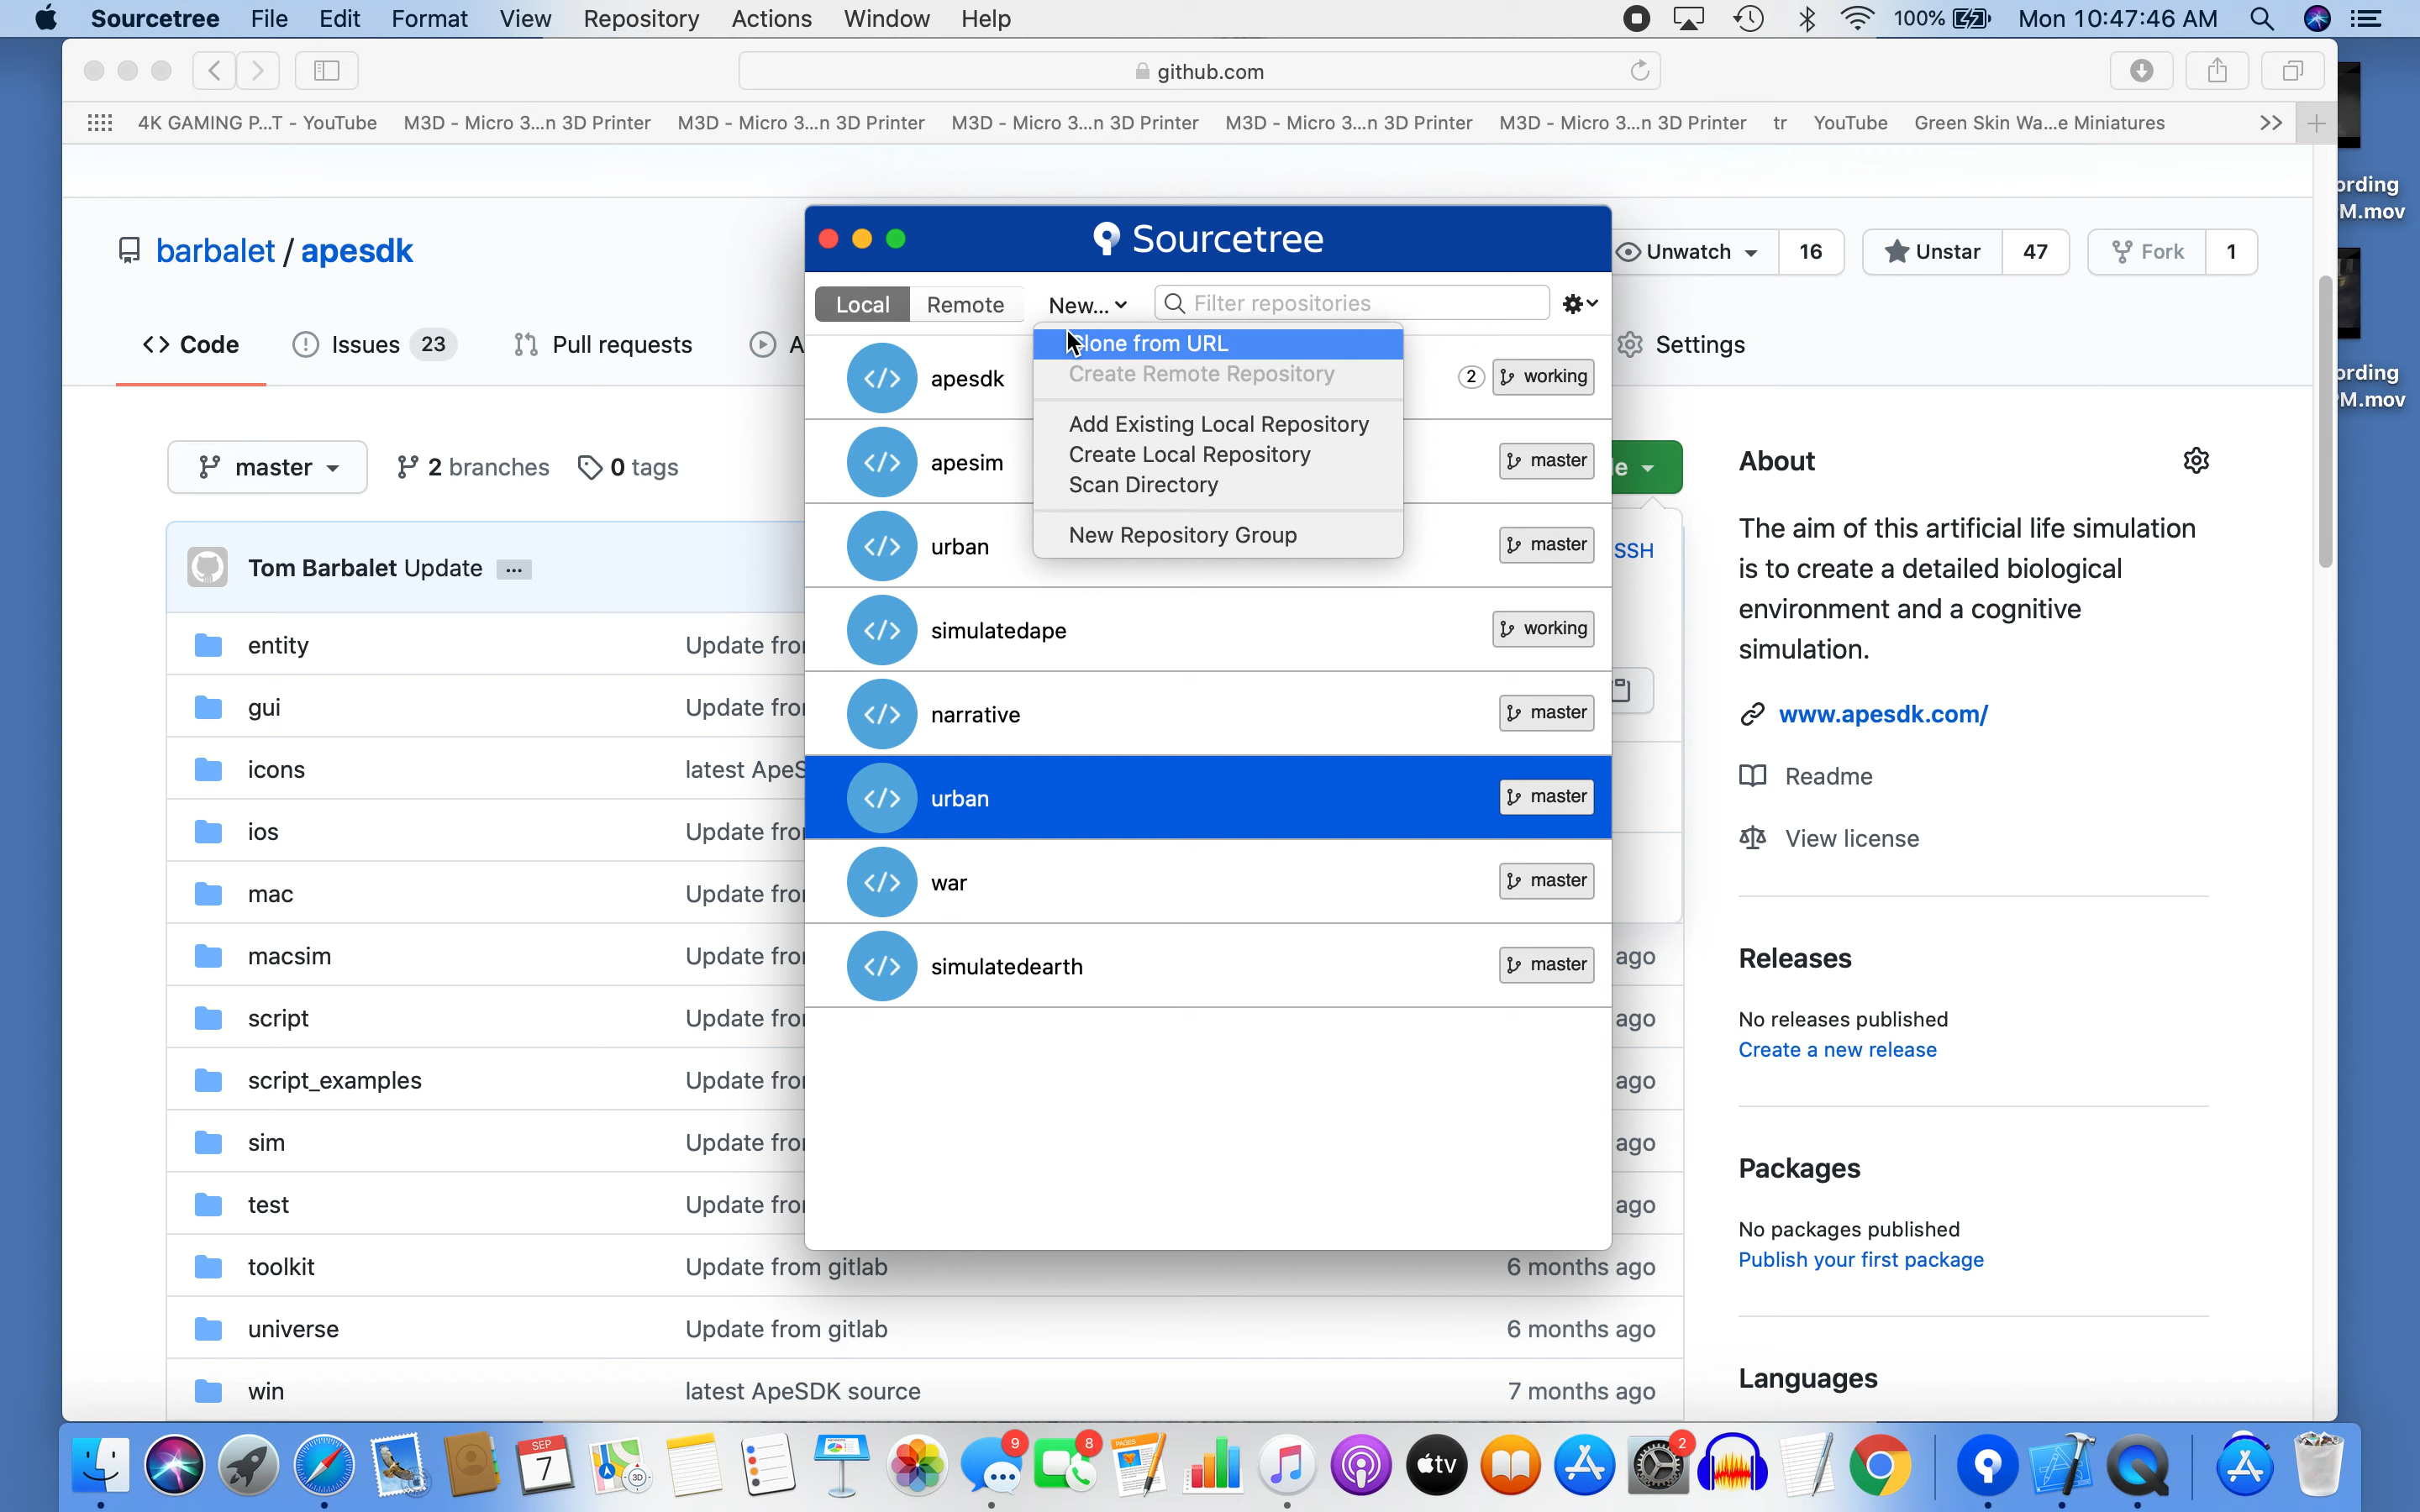 Sourcetree File Edit Format View Repository Actions Window Help 100% Mon 10:47:46 AM
github.com
4K GAMING P...T - YouTube M3D - Micro 3...n 3D Printer M3D - Micro 3...n 3D Printer M3D - Micro 3...n 3D Printer M3D - Micro 3...n 3D Printer M3D - Micro 3...n 3D Printer tr YouTube Green Skin Wa...e Miniatures
barbalet / apesdk
Unwatch 16 Unstar 47 Fork 1
Code Issues 23 Pull requests A
Settings
master 2 branches 0 tags
Tom Barbalet Update ...
entity Update fro
gui Update fro
icons latest ApeS
ios Update fro
mac Update fro
macsim Update fro ago
script Update fro ago
script_examples Update fro ago
sim Update fro ago
test Update fro ago
toolkit Update from gitlab 6 months ago
universe Update from gitlab 6 months ago
win latest ApeSDK source 7 months ago
SSH
Sourcetree
Local Remote New... Filter repositories
lone from URL
Create Remote Repository
Add Existing Local Repository
Create Local Repository
Scan Directory
New Repository Group
apesdk 2 working
apesim master
urban master
simulatedape working
narrative master
urban master
war master
simulatedearth master
About
The aim of this artificial life simulation
is to create a detailed biological
environment and a cognitive
simulation.
www.apesdk.com/
Readme
View license
Releases
No releases published
Create a new release
Packages
No packages published
Publish your first package
Languages
ording
M.mov
ording
M.mov
SEP
7
3D
9
8
PAGES
tv
2